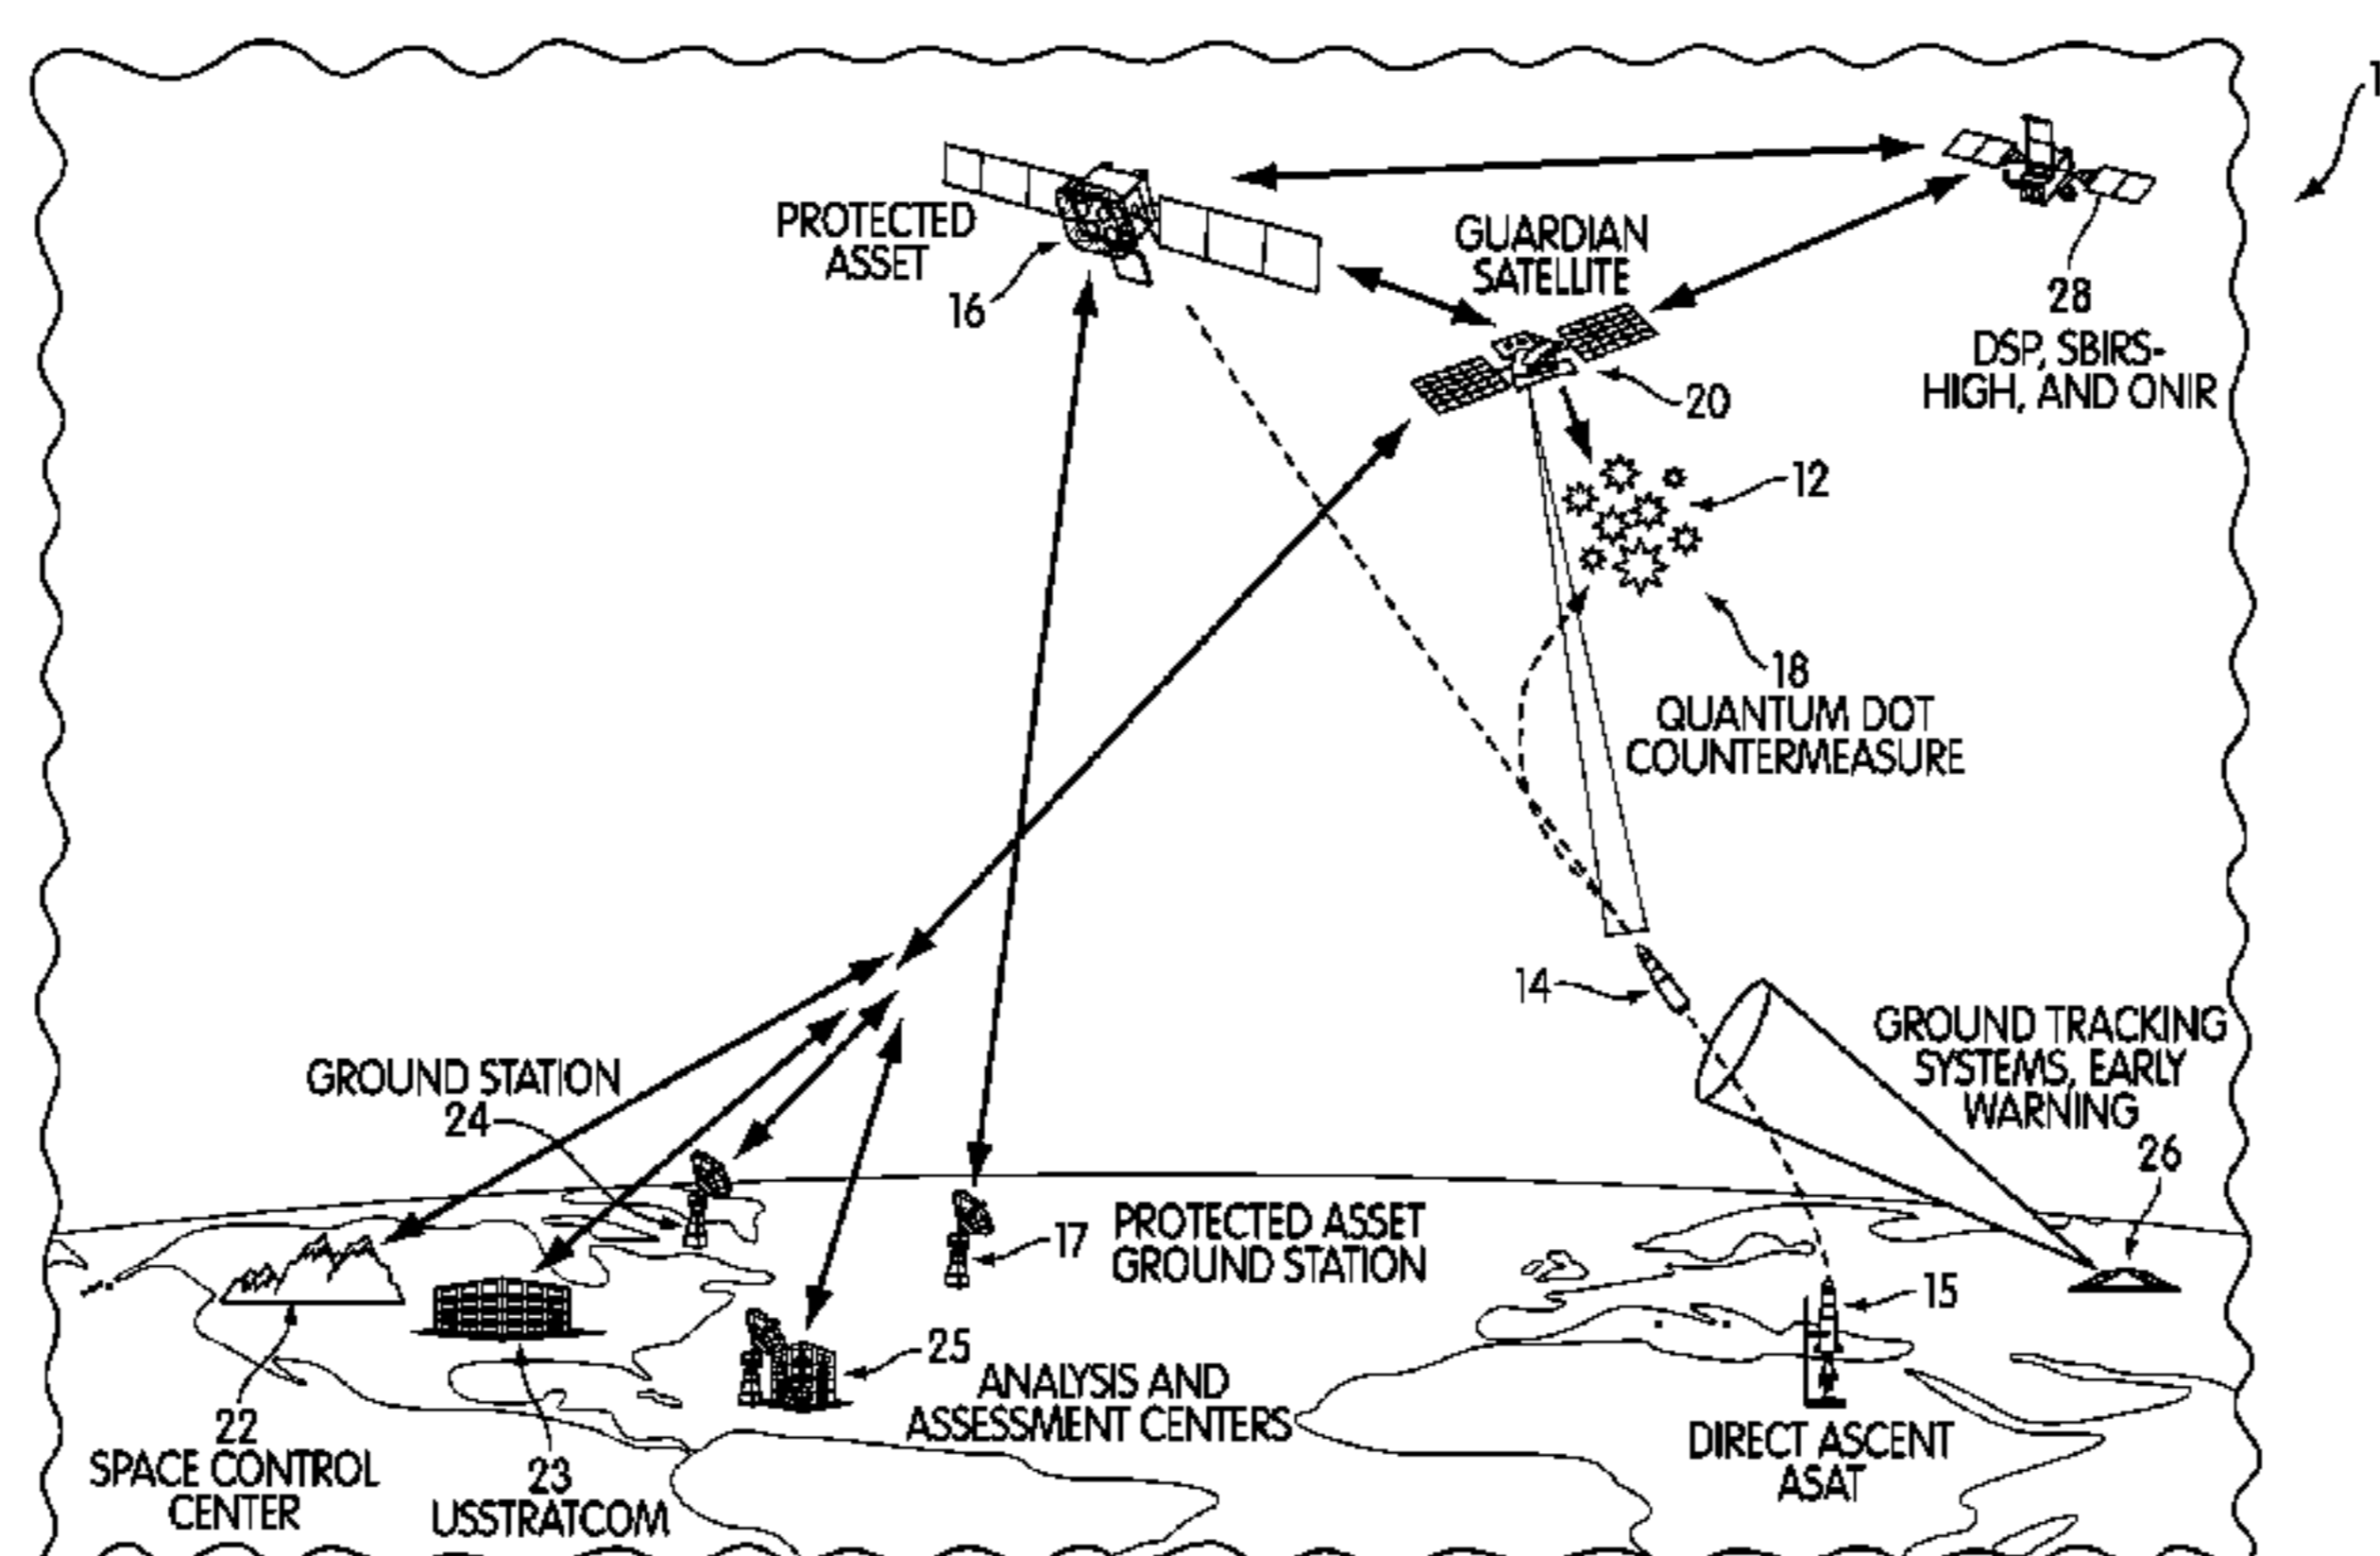 1
PROTECTED
ASSET
16
GUARDIAN
SATELLITE
20
28
DSP, SBIRS-
HIGH, AND ONIR
12
18
QUANTUM DOT
COUNTERMEASURE
14
GROUND TRACKING
SYSTEMS, EARLY
WARNING
26
GROUND STATION
24
17
PROTECTED ASSET
GROUND STATION
15
25
ANALYSIS AND
ASSESSMENT CENTERS
DIRECT ASCENT
ASAT
22
SPACE CONTROL
CENTER
23
USSTRATCOM